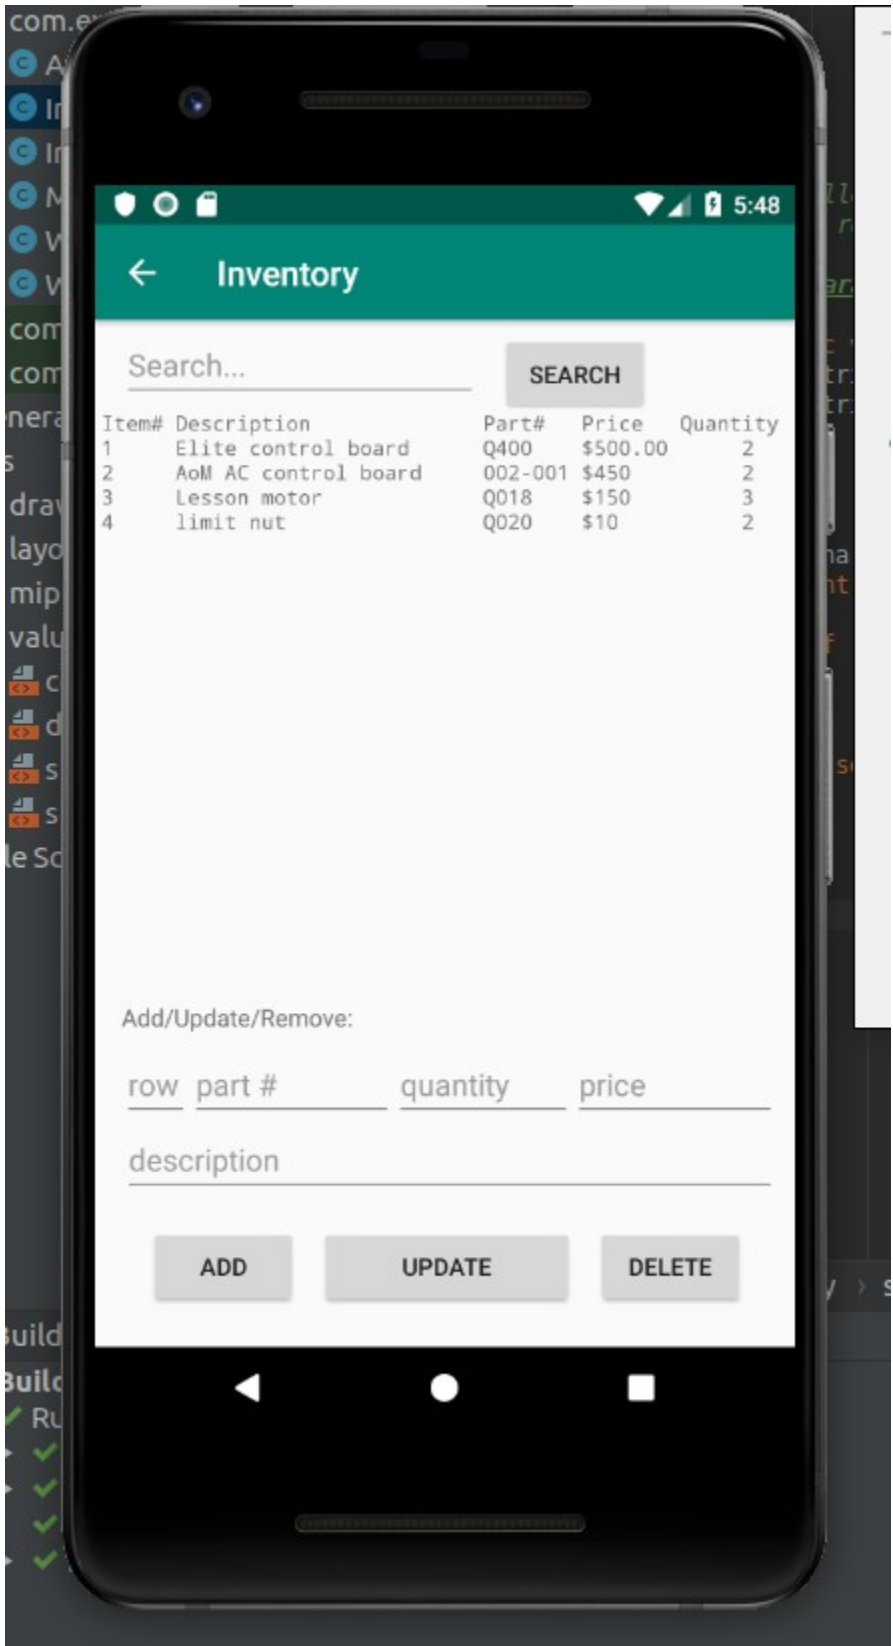 5:48
Inventory
Search... SEARCH
Item# Description Part# Price Quantity
1 Elite control board Q400 $500.00 2
2 AoM AC control board 002-001 $450 2
3 Lesson motor Q018 $150 3
4 limit nut Q020 $10 2
Add/Update/Remove:
row part # quantity price
description
ADD UPDATE DELETE